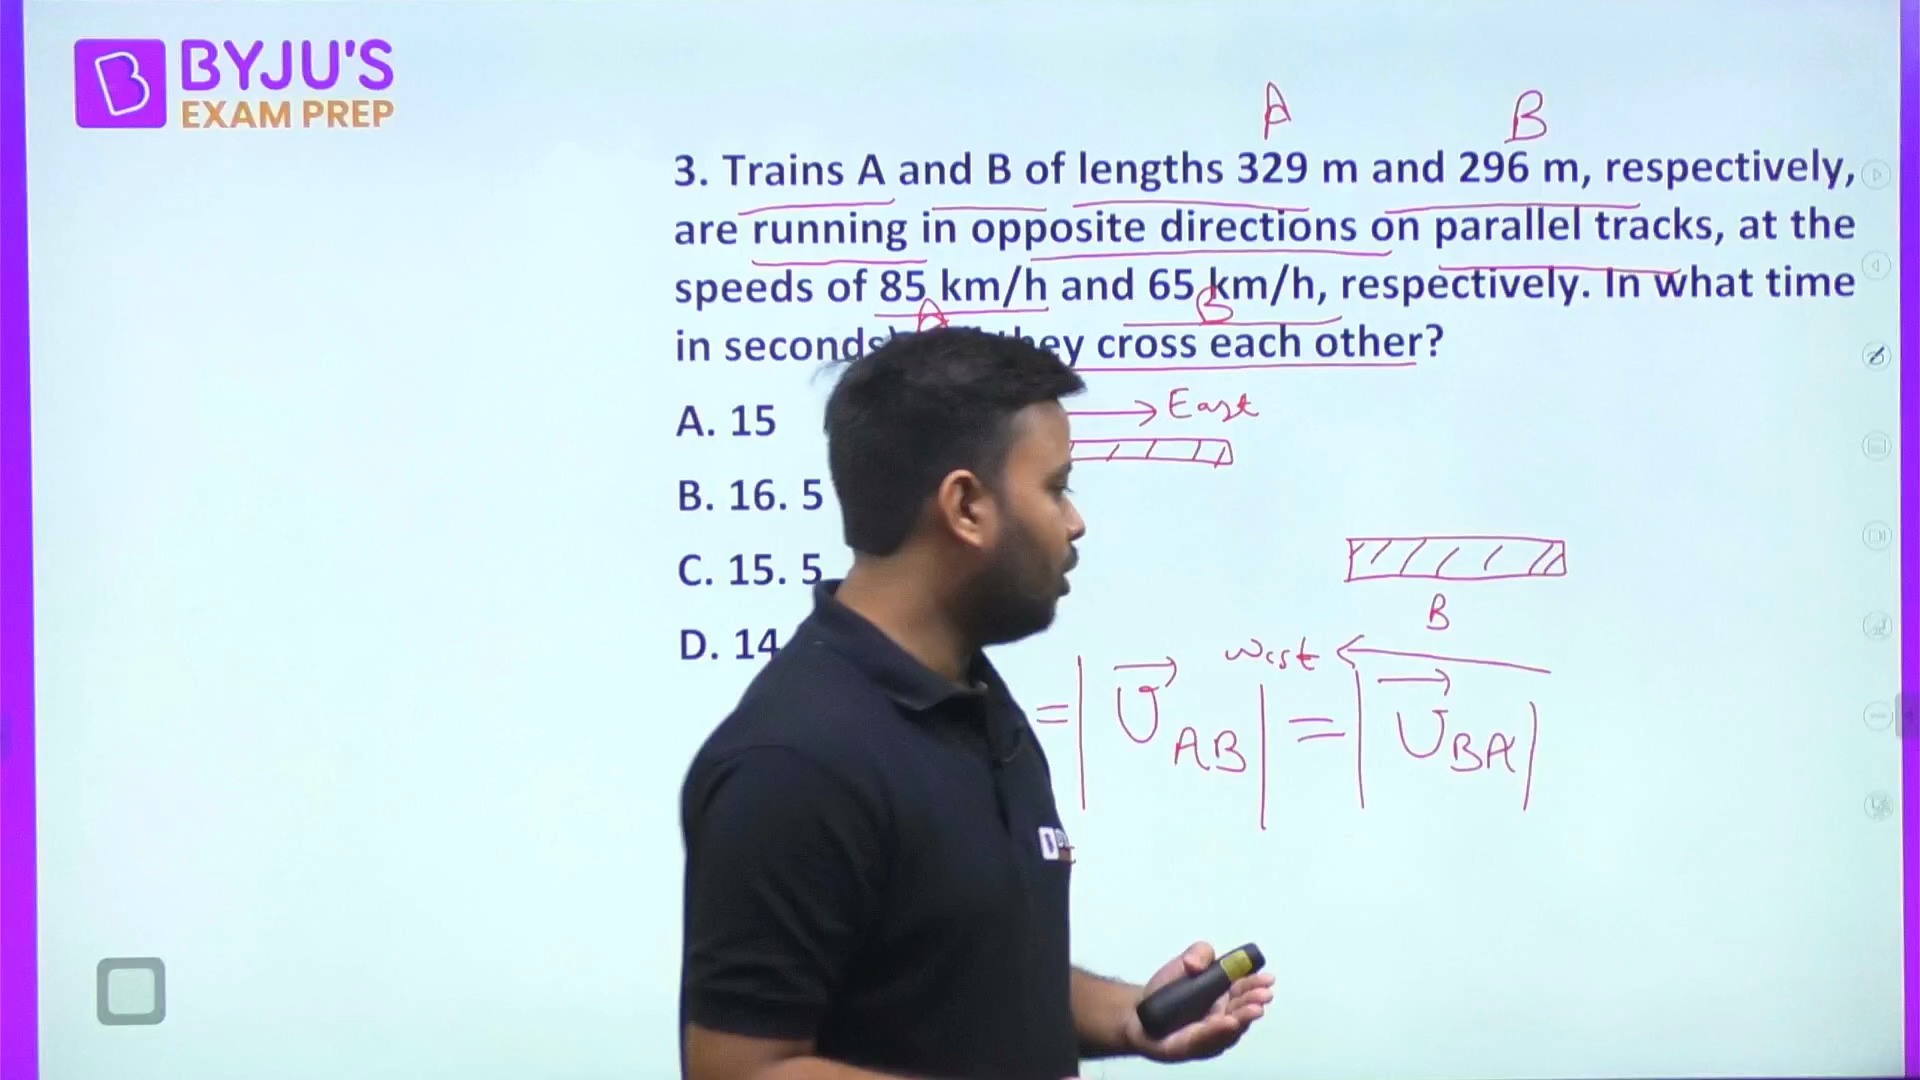 BYJU'S
EXAM PREP
A B
3. Trains A and B of lengths 329 m and 296 m, respectively,
are running in opposite directions on parallel tracks, at the
speeds of 85 km/h and 65 km/h, respectively. In what time
A B
in seconds they cross each other?
A. 15
East
B. 16. 5
C. 15. 5
B
D. 14
West
= | U AB | = | U BA |